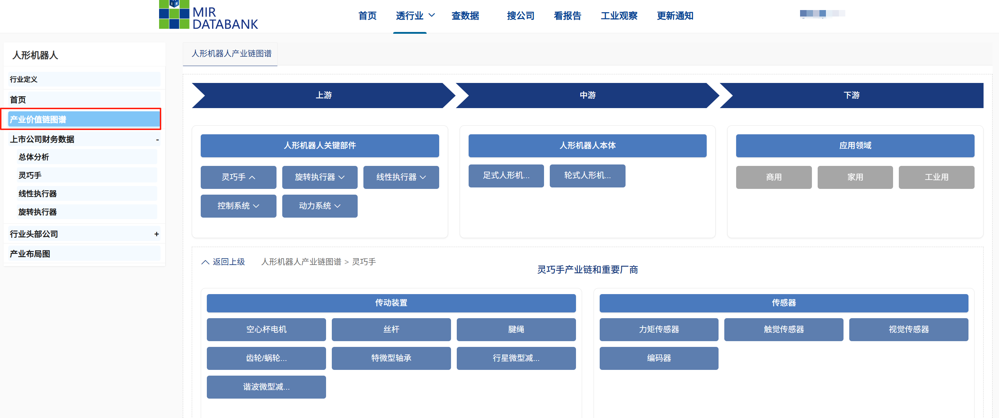 MIR
DATABANK
首页
透行业
查数据
搜公司
看报告
工业观察
更新通知
人形机器人
行业定义
首页
产业价值链图谱
上市公司财务数据 -
总体分析
灵巧手
线性执行器
旋转执行器
行业头部公司 +
产业布局图
人形机器人产业链图谱
上游
中游
下游
人形机器人关键部件
灵巧手
旋转执行器
线性执行器
控制系统
动力系统
人形机器人本体
足式人形机...
轮式人形机...
应用领域
商用
家用
工业用
返回上级
人形机器人产业链图谱 > 灵巧手
灵巧手产业链和重要厂商
传动装置
空心杯电机
丝杆
腱绳
齿轮/蜗轮...
特微型轴承
行星微型减...
谐波微型减...
传感器
力矩传感器
触觉传感器
视觉传感器
编码器